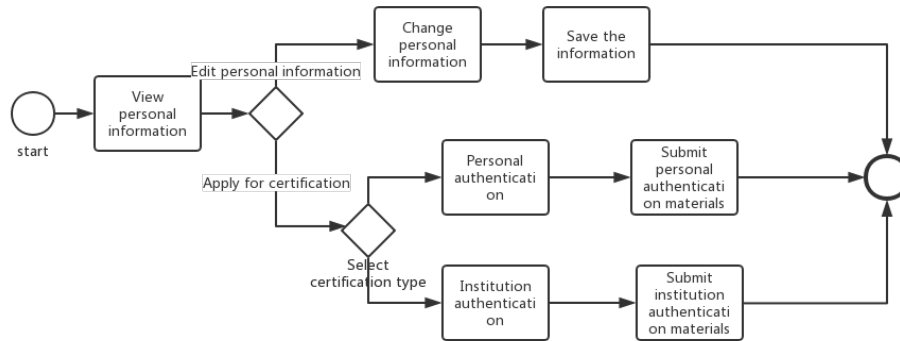 Change
personal
information
Save the
information
Edit personal information
View
personal
information
start
Personal
authenticati
on
Submit
personal
authenticati
on materials
Apply for certification
Select
certification type
Institution
authenticati
on
Submit
institution
authenticati
on materials